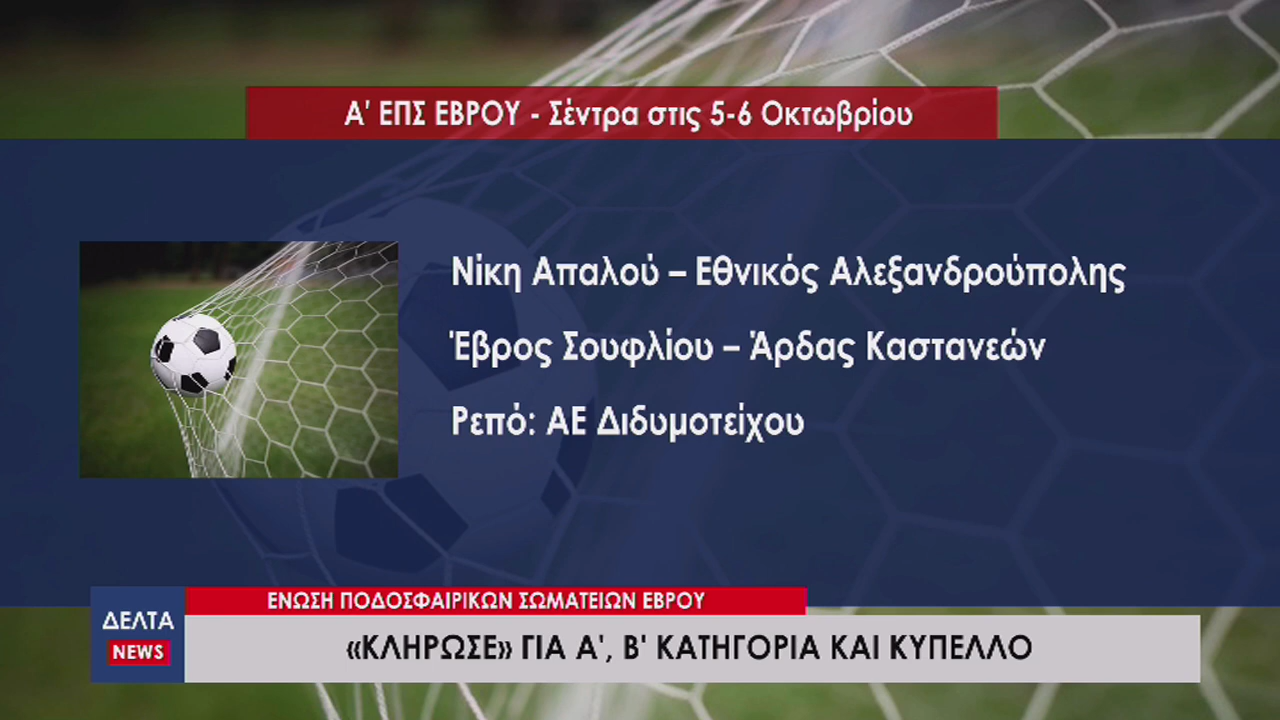 Α' ΕΠΣ ΕΒΡΟΥ - Σέντρα στις 5-6 Οκτωβρίου
Νίκη Απαλού – Εθνικός Αλεξανδρούπολης
Έβρος Σουφλίου – Άρδας Καστανεών
Ρεπό: ΑΕ Διδυμοτείχου
ΔΕΛΤΑ
NEWS
ΕΝΩΣΗ ΠΟΔΟΣΦΑΙΡΙΚΩΝ ΣΩΜΑΤΕΙΩΝ ΕΒΡΟΥ
«ΚΛΗΡΩΣΕ» ΓΙΑ Α', Β' ΚΑΤΗΓΟΡΙΑ ΚΑΙ ΚΥΠΕΛΛΟ